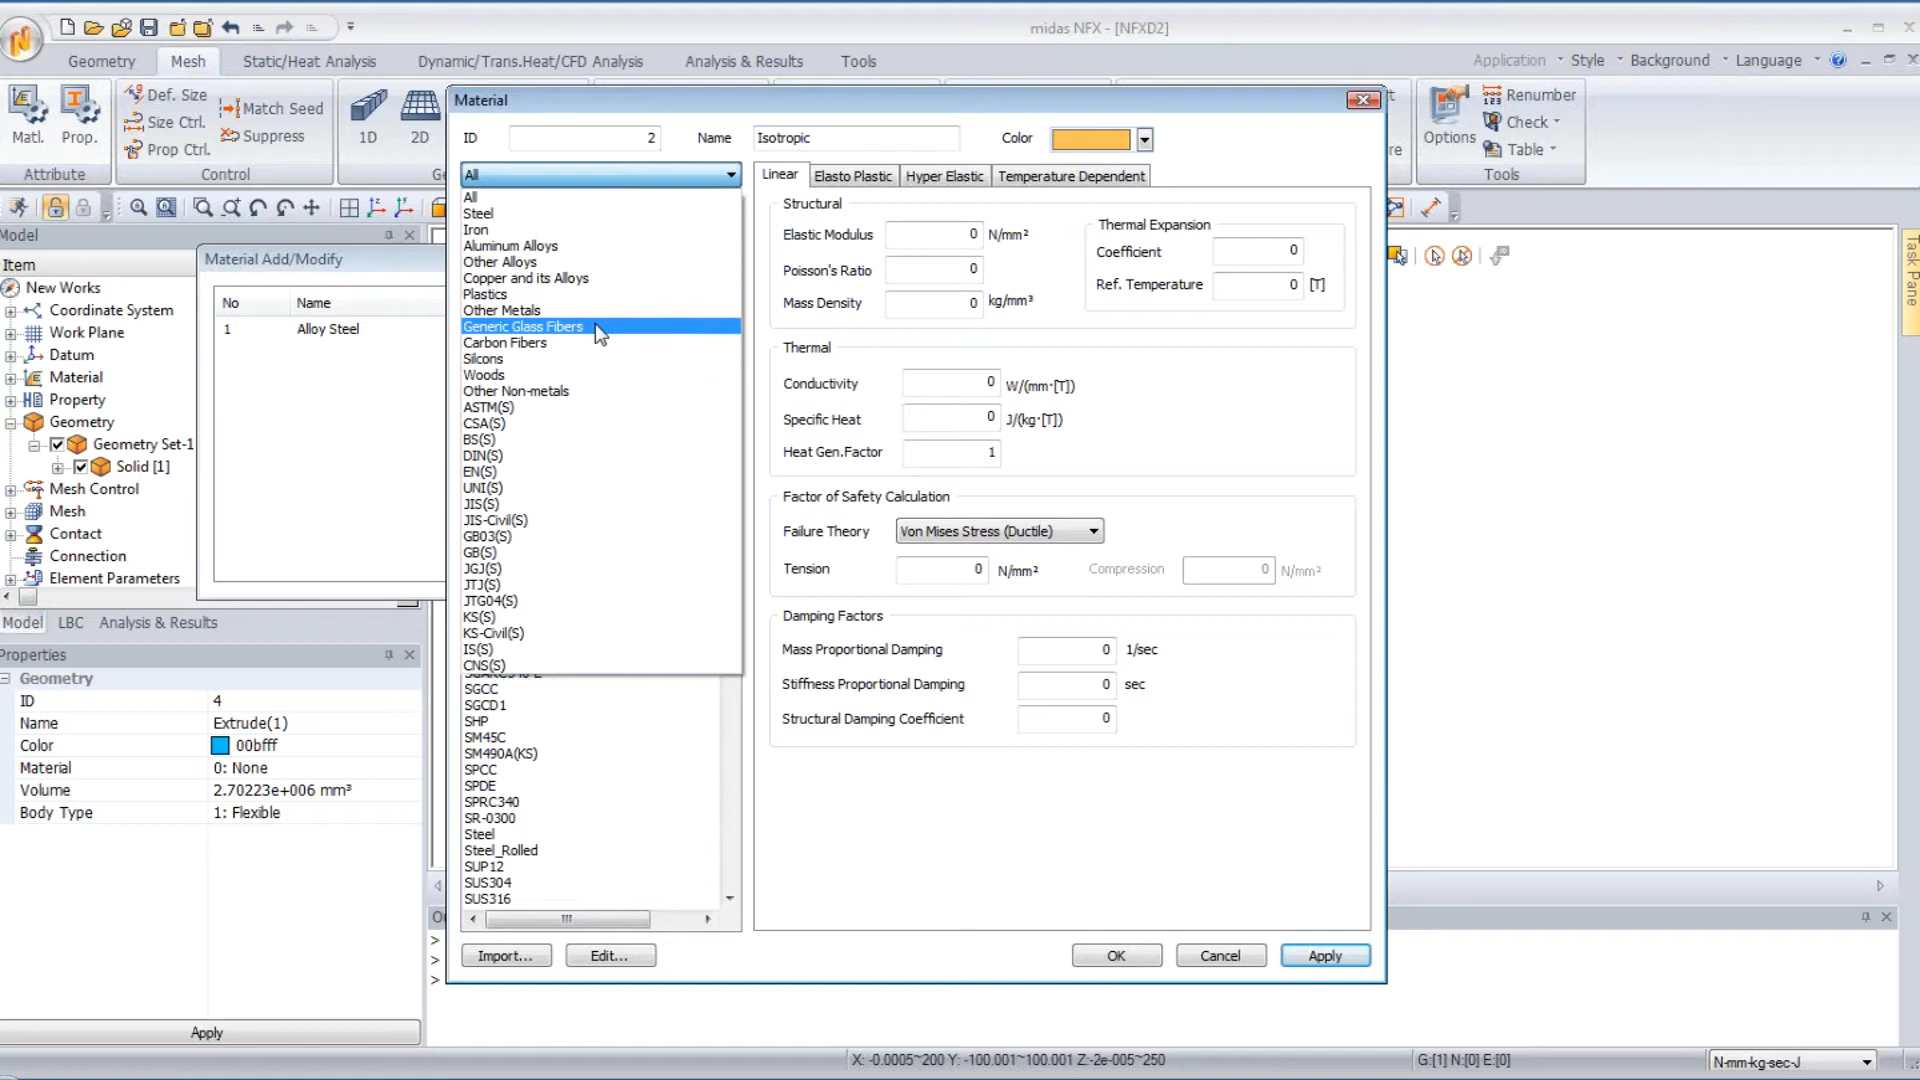 midas NFX - [NFXD2]
Geometry
Mesh
Static/Heat Analysis
Dynamic/Trans.Heat/CFD Analysis
Analysis & Results
Tools
Application
Style
Background
Language
Matl.
Prop.
Def. Size
Size Ctrl.
Prop Ctrl.
Match Seed
Suppress
1D
2D
Options
Renumber
Check
Table
Attribute
Control
Tools
Model
Item
New Works
Coordinate System
Work Plane
Datum
Material
Property
Geometry
Geometry Set-1
Solid [1]
Mesh Control
Mesh
Contact
Connection
Element Parameters
Model
LBC
Analysis & Results
Properties
Geometry
ID 4
Name Extrude(1)
Color 00bfff
Material 0: None
Volume 2.70223e+006 mm³
Body Type 1: Flexible
Apply
Material Add/Modify
No Name
1 Alloy Steel
Material
ID 2
Name Isotropic
Color
All
All
Steel
Iron
Aluminum Alloys
Other Alloys
Copper and its Alloys
Plastics
Other Metals
Generic Glass Fibers
Carbon Fibers
Silcons
Woods
Other Non-metals
ASTM(S)
CSA(S)
BS(S)
DIN(S)
EN(S)
UNI(S)
JIS(S)
JIS-Civil(S)
GB03(S)
GB(S)
JGJ(S)
JTJ(S)
JTG04(S)
KS(S)
KS-Civil(S)
IS(S)
CNS(S)
SGCC
SGCD1
SHP
SM45C
SM490A(KS)
SPCC
SPDE
SPRC340
SR-0300
Steel
Steel_Rolled
SUP12
SUS304
SUS316
Import...
Edit...
Linear
Elasto Plastic
Hyper Elastic
Temperature Dependent
Structural
Elastic Modulus 0 N/mm²
Poisson's Ratio 0
Mass Density 0 kg/mm³
Thermal Expansion
Coefficient 0
Ref. Temperature 0 [T]
Thermal
Conductivity 0 W/(mm·[T])
Specific Heat 0 J/(kg·[T])
Heat Gen.Factor 1
Factor of Safety Calculation
Failure Theory Von Mises Stress (Ductile)
Tension 0 N/mm²
Compression 0 N/mm²
Damping Factors
Mass Proportional Damping 0 1/sec
Stiffness Proportional Damping 0 sec
Structural Damping Coefficient 0
OK
Cancel
Apply
Task Pane
>
>
>
X: -0.0005~200 Y: -100.001~100.001 Z:-2e-005~250
G:[1] N:[0] E:[0]
N-mm-kg-sec-J